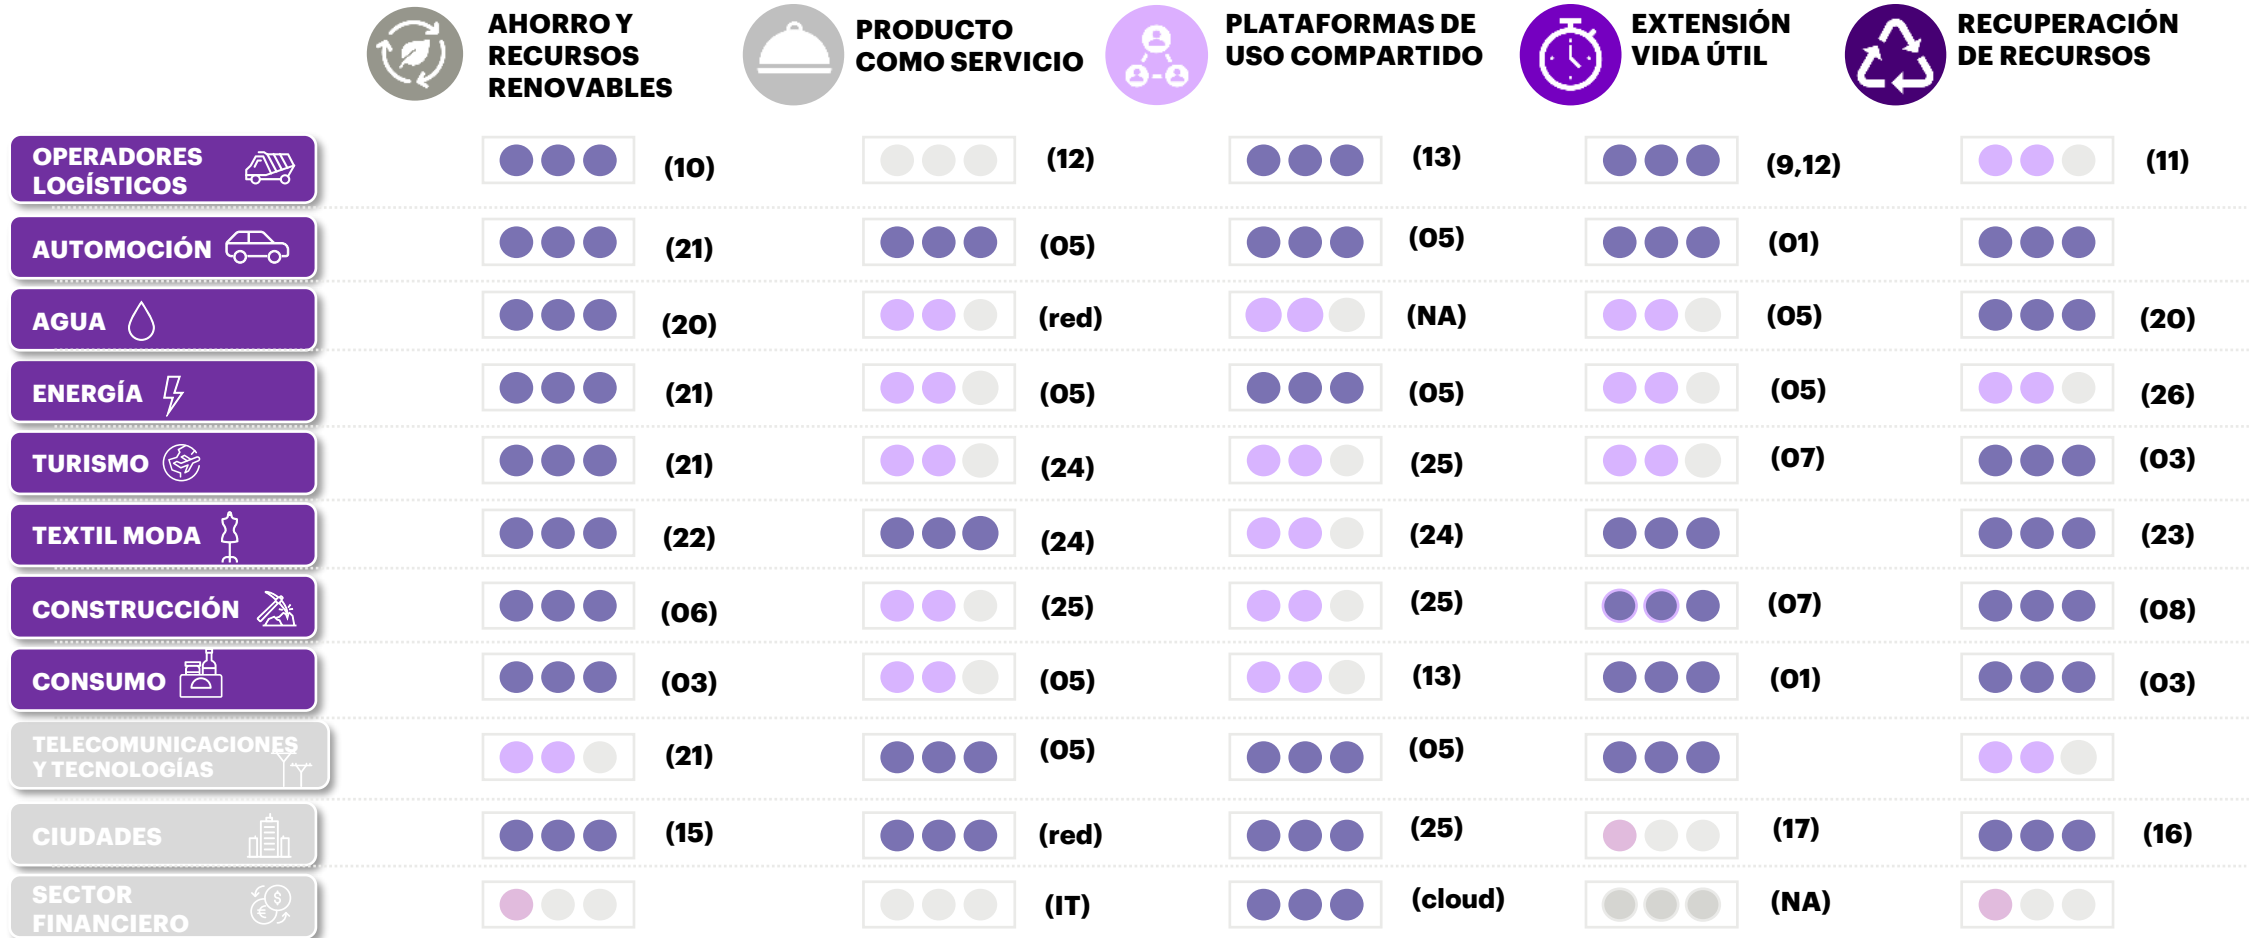 AHORRO Y
RECURSOS
RENOVABLES
PRODUCTO
COMO SERVICIO
PLATAFORMAS DE
USO COMPARTIDO
EXTENSIÓN
VIDA ÚTIL
RECUPERACIÓN
DE RECURSOS
OPERADORES
LOGÍSTICOS
(10) (12) (13) (9,12) (11)
AUTOMOCIÓN (21) (05) (05) (01)
AGUA (20) (red) (NA) (05) (20)
ENERGÍA (21) (05) (05) (05) (26)
TURISMO (21) (24) (25) (07) (03)
TEXTIL MODA (22) (24) (24) (23)
CONSTRUCCIÓN (06) (25) (25) (07) (08)
CONSUMO (03) (05) (13) (01) (03)
TELECOMUNICACIONES
Y TECNOLOGÍAS
(21) (05) (05)
CIUDADES (15) (red) (25) (17) (16)
SECTOR
FINANCIERO
(IT) (cloud) (NA)